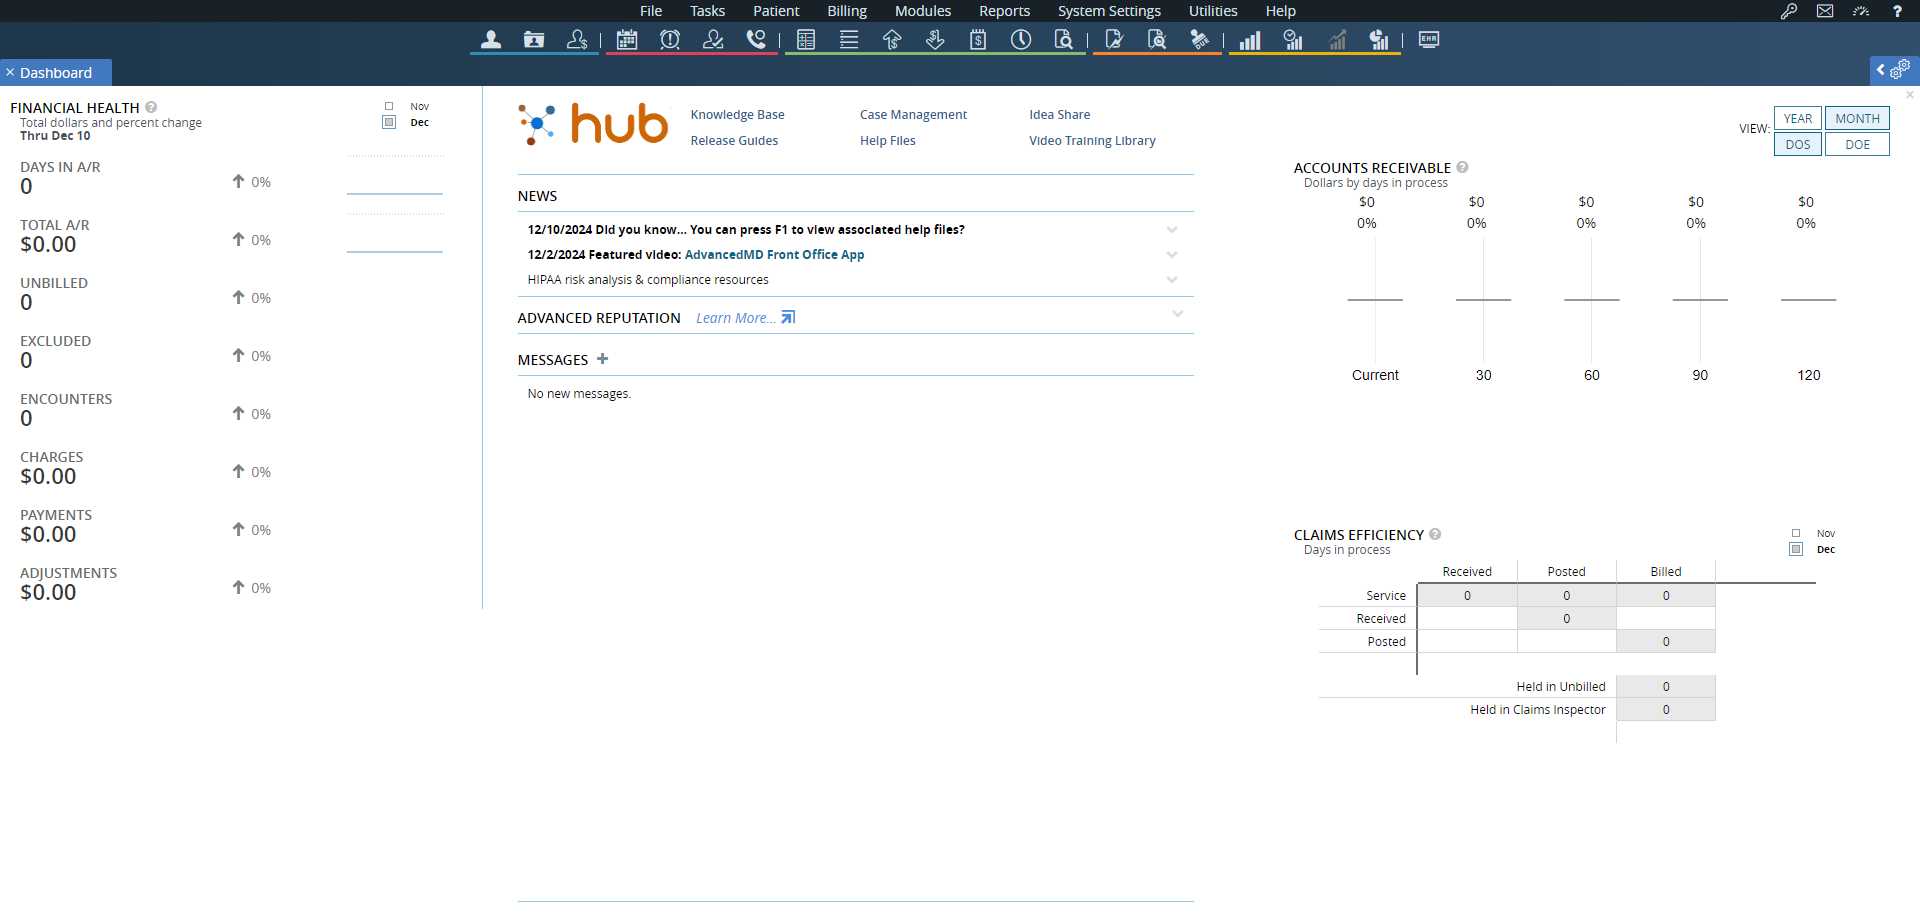 File Tasks Patient Billing Modules Reports System Settings Utilities Help
EHR
Dashboard
FINANCIAL HEALTH
Total dollars and percent change
Thru Dec 10
Nov
Dec
DAYS IN A/R
0
0%
TOTAL A/R
$0.00
0%
UNBILLED
0
0%
EXCLUDED
0
0%
ENCOUNTERS
0
0%
CHARGES
$0.00
0%
PAYMENTS
$0.00
0%
ADJUSTMENTS
$0.00
0%
hub
Knowledge Base Case Management Idea Share
Release Guides Help Files Video Training Library
NEWS
12/10/2024 Did you know... You can press F1 to view associated help files?
12/2/2024 Featured video: AdvancedMD Front Office App
HIPAA risk analysis & compliance resources
ADVANCED REPUTATION Learn More...
MESSAGES
No new messages.
VIEW: YEAR MONTH
DOS DOE
ACCOUNTS RECEIVABLE
Dollars by days in process
$0 $0 $0 $0 $0
0% 0% 0% 0% 0%
Current 30 60 90 120
CLAIMS EFFICIENCY
Days in process
Nov
Dec
Received Posted Billed
Service 0 0 0
Received 0
Posted 0
Held in Unbilled 0
Held in Claims Inspector 0